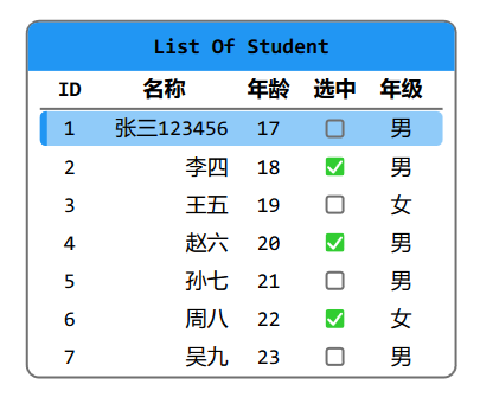 List Of Student
ID 名称 年龄 选中 年级
1 张三123456 17 男
2 李四 18 男
3 王五 19 女
4 赵六 20 男
5 孙七 21 男
6 周八 22 女
7 吴九 23 男